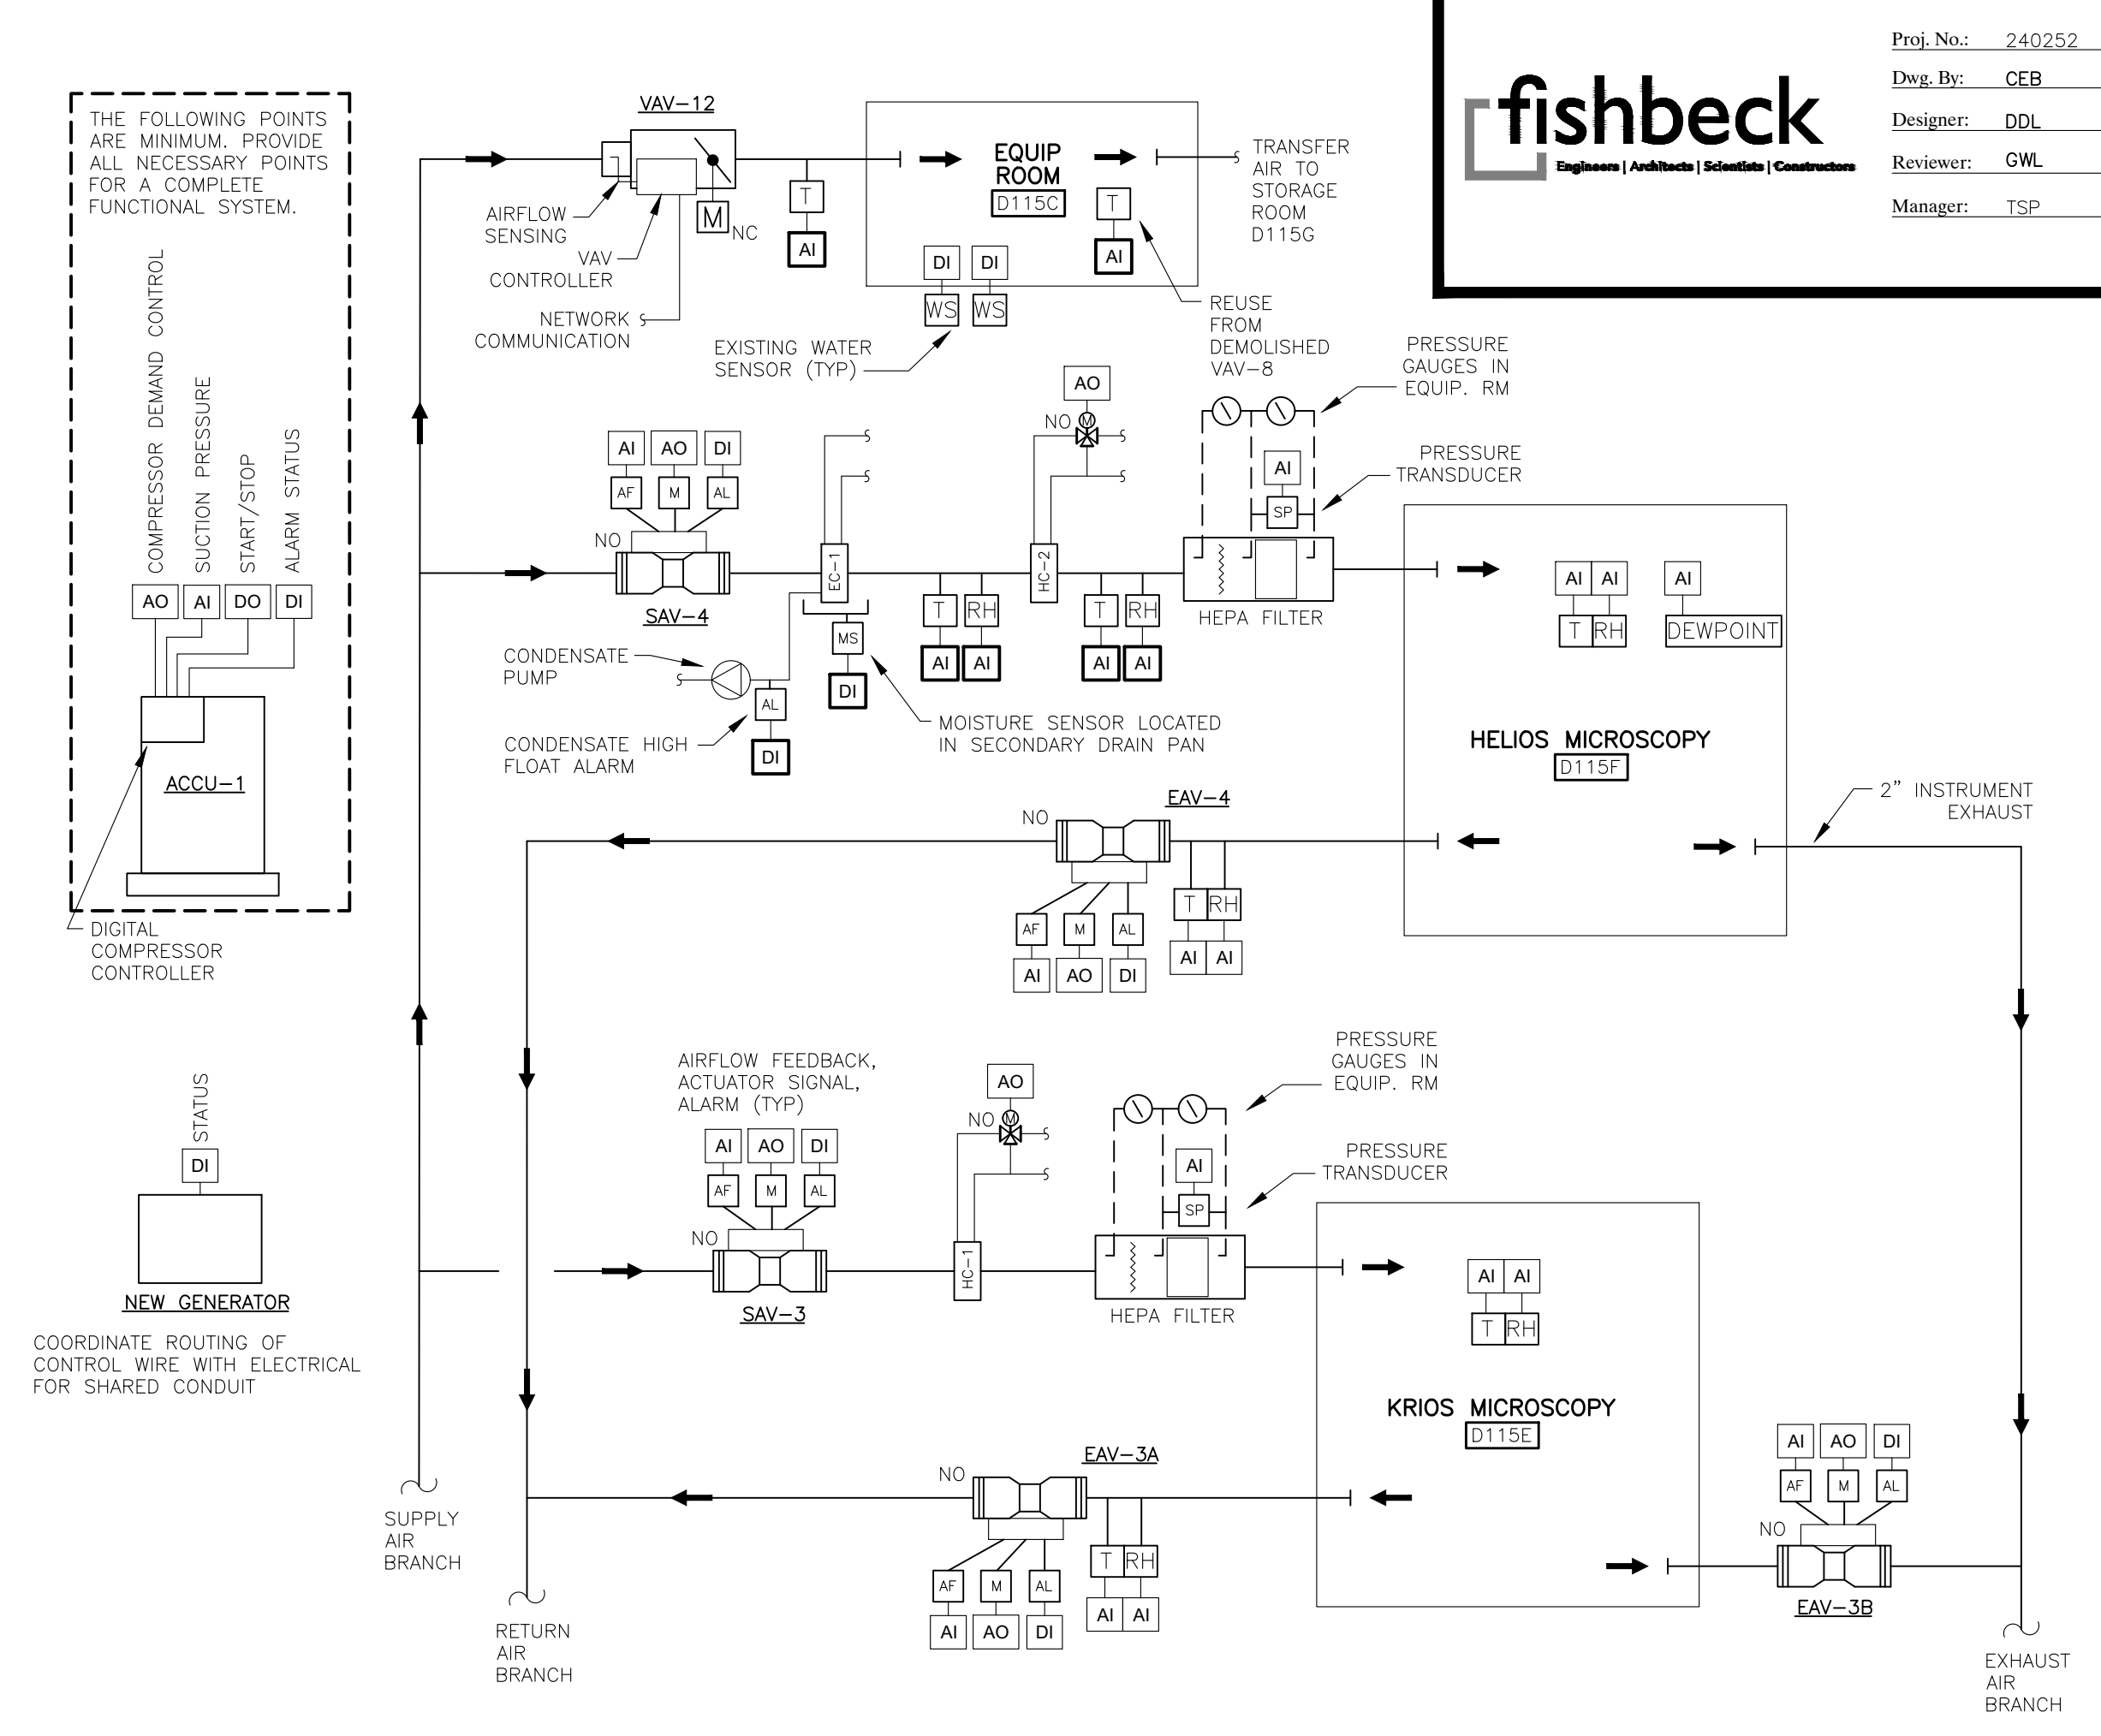 Proj. No.: 240252
Dwg. By: CEB
Designer: DDL
Reviewer: GWL
Manager: TSP
fishbeck
Engineers | Architects | Scientists | Constructors
THE FOLLOWING POINTS
ARE MINIMUM. PROVIDE
ALL NECESSARY POINTS
FOR A COMPLETE
FUNCTIONAL SYSTEM.
COMPRESSOR DEMAND CONTROL
SUCTION PRESSURE
START/STOP
ALARM STATUS
AO AI DO DI
ACCU-1
DIGITAL
COMPRESSOR
CONTROLLER
STATUS
DI
NEW GENERATOR
COORDINATE ROUTING OF
CONTROL WIRE WITH ELECTRICAL
FOR SHARED CONDUIT
VAV-12
AIRFLOW
SENSING
VAV
CONTROLLER
NETWORK
COMMUNICATION
M
NC
T
AI
EQUIP
ROOM
D115C
T
AI
DI DI
WS WS
EXISTING WATER
SENSOR (TYP)
TRANSFER
AIR TO
STORAGE
ROOM
D115G
REUSE
FROM
DEMOLISHED
VAV-8
PRESSURE
GAUGES IN
EQUIP. RM
PRESSURE
TRANSDUCER
AI AO DI
AF M AL
NO
SAV-4
EC-1
AO
NO
M
HC-2
AI
SP
HEPA FILTER
T RH
AI AI
T RH
AI AI
MS
DI
CONDENSATE
PUMP
AL
DI
CONDENSATE HIGH
FLOAT ALARM
MOISTURE SENSOR LOCATED
IN SECONDARY DRAIN PAN
AI AI AI
T RH DEWPOINT
HELIOS MICROSCOPY
D115F
2" INSTRUMENT
EXHAUST
EAV-4
NO
AF M AL
AI AO DI
T RH
AI AI
AIRFLOW FEEDBACK,
ACTUATOR SIGNAL,
ALARM (TYP)
AI AO DI
AF M AL
NO
SAV-3
AO
NO
M
HC-1
PRESSURE
GAUGES IN
EQUIP. RM
PRESSURE
TRANSDUCER
AI
SP
HEPA FILTER
AI AI
T RH
KRIOS MICROSCOPY
D115E
EAV-3A
NO
AF M AL
AI AO DI
T RH
AI AI
AI AO DI
AF M AL
NO
EAV-3B
SUPPLY
AIR
BRANCH
RETURN
AIR
BRANCH
EXHAUST
AIR
BRANCH